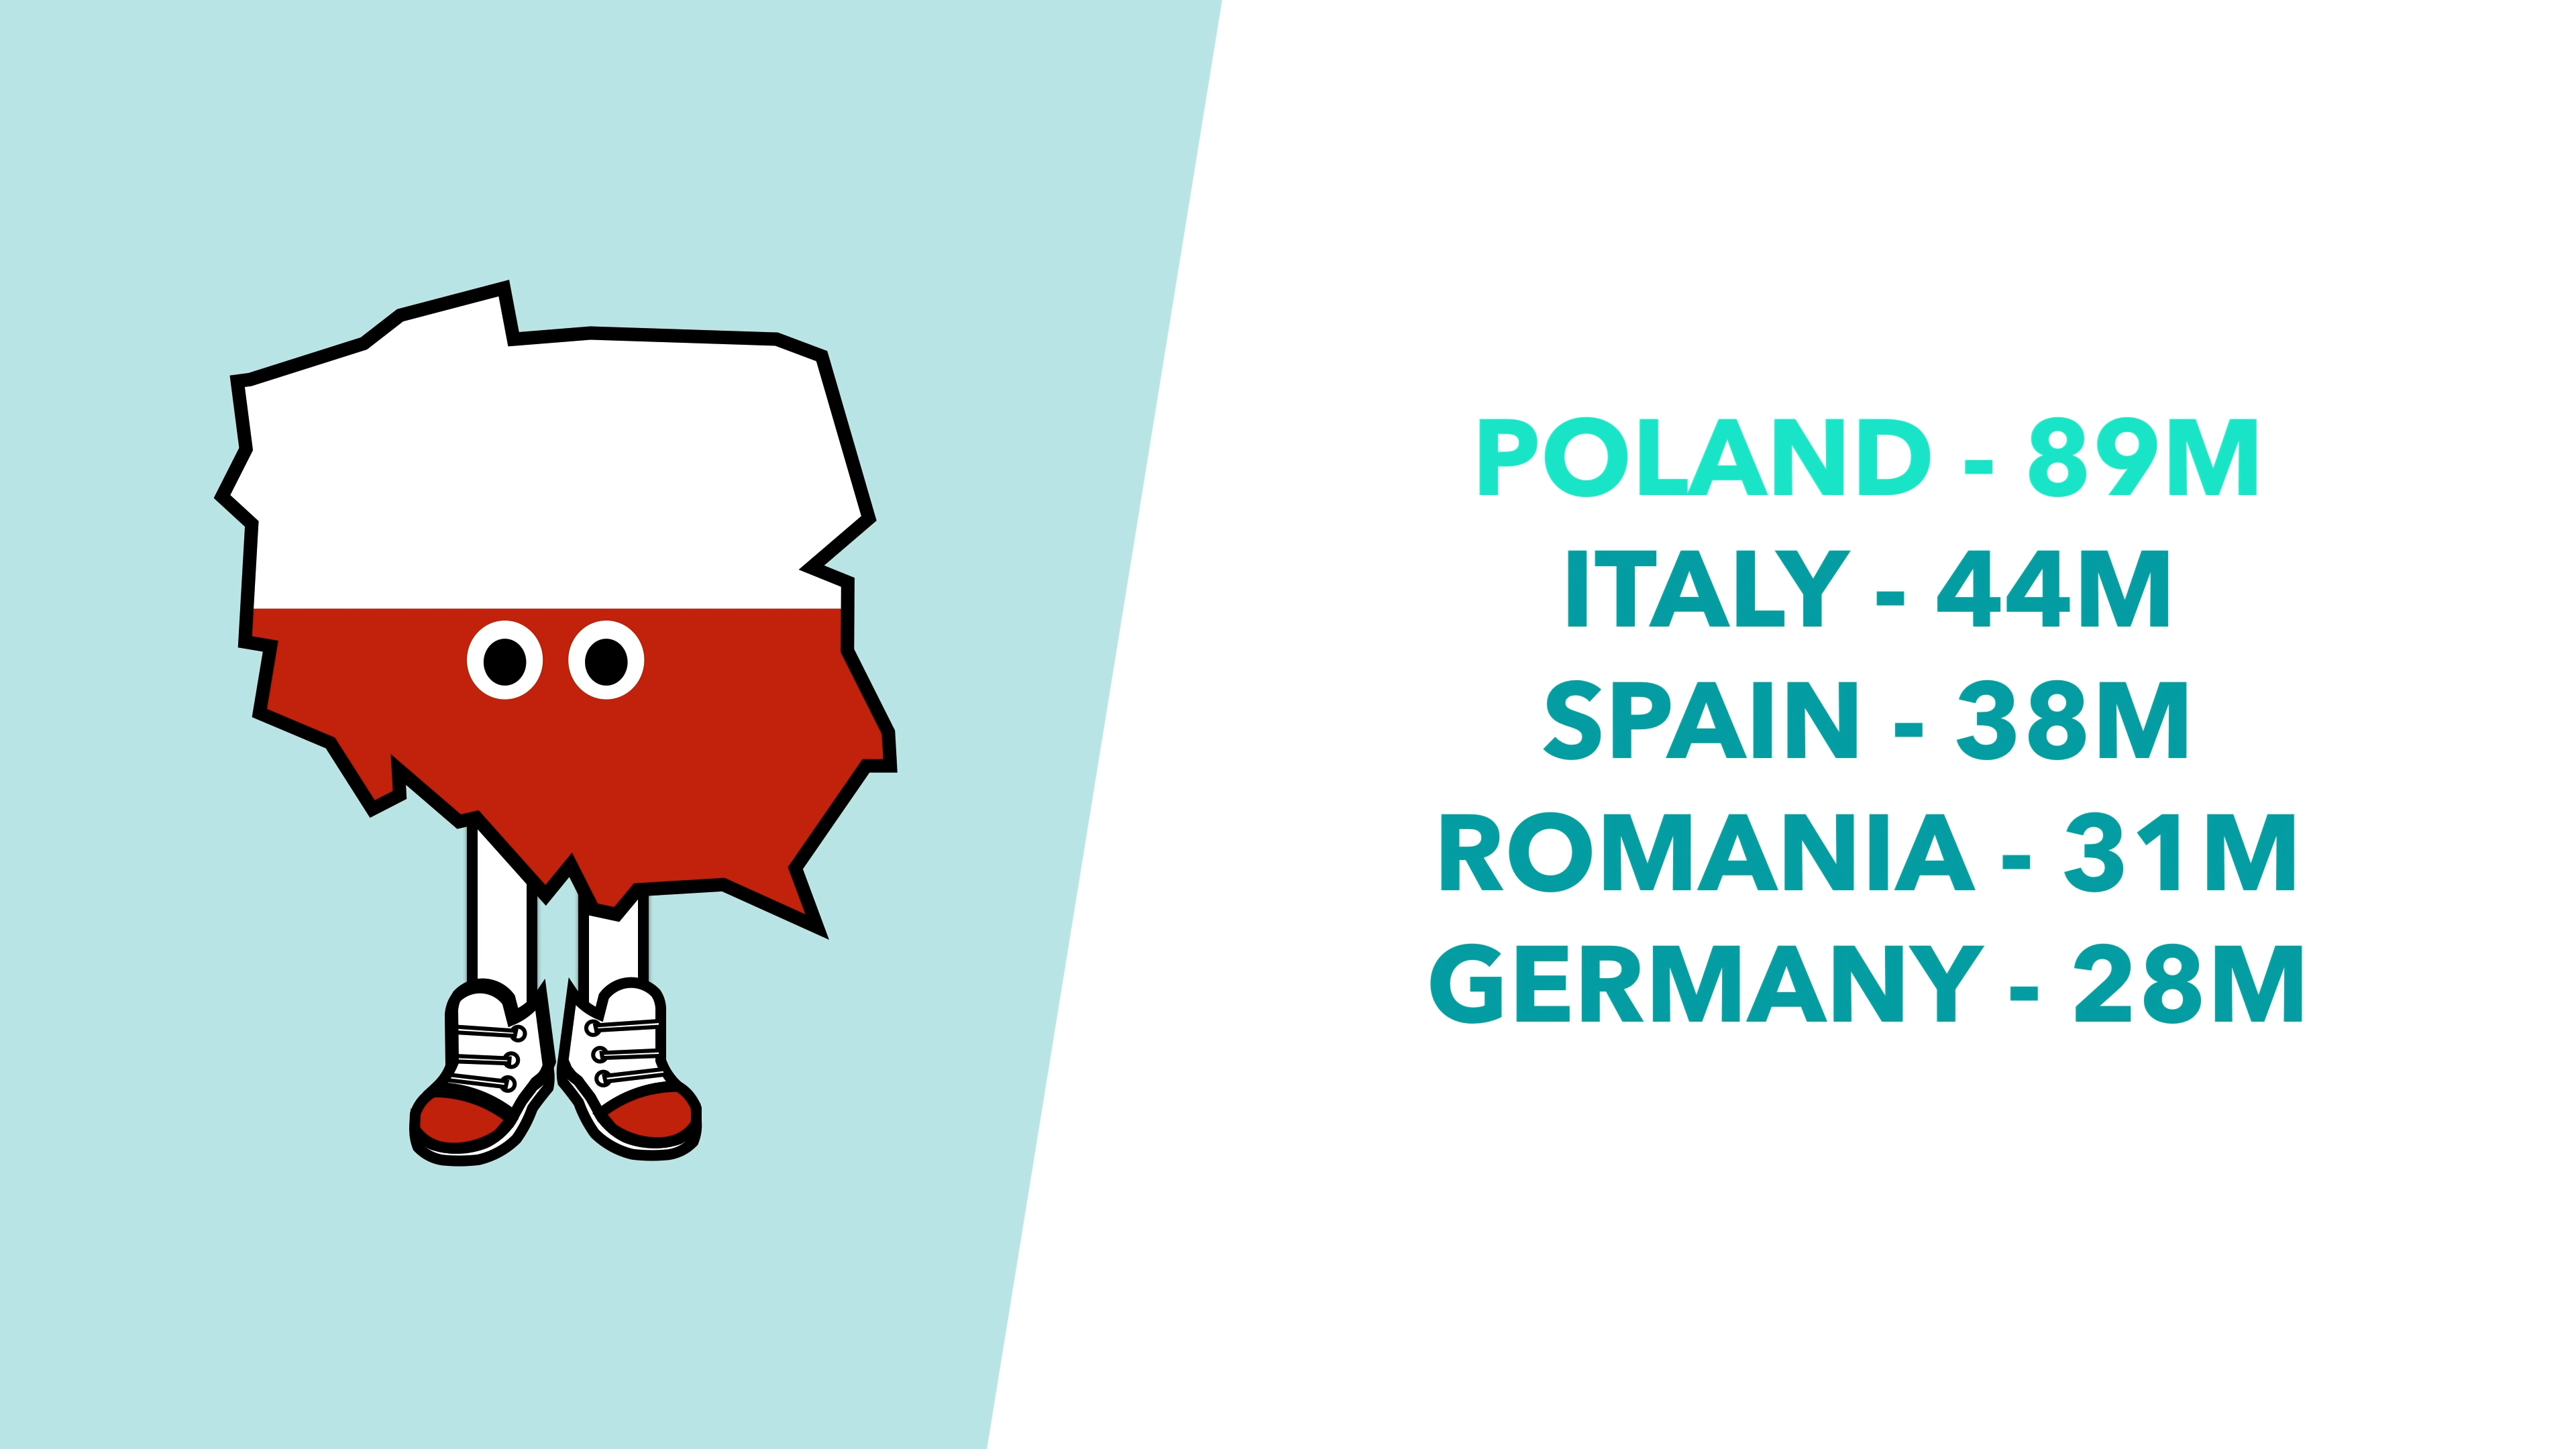 POLAND - 89M
ITALY - 44M
SPAIN - 38M
ROMANIA - 31M
GERMANY - 28M